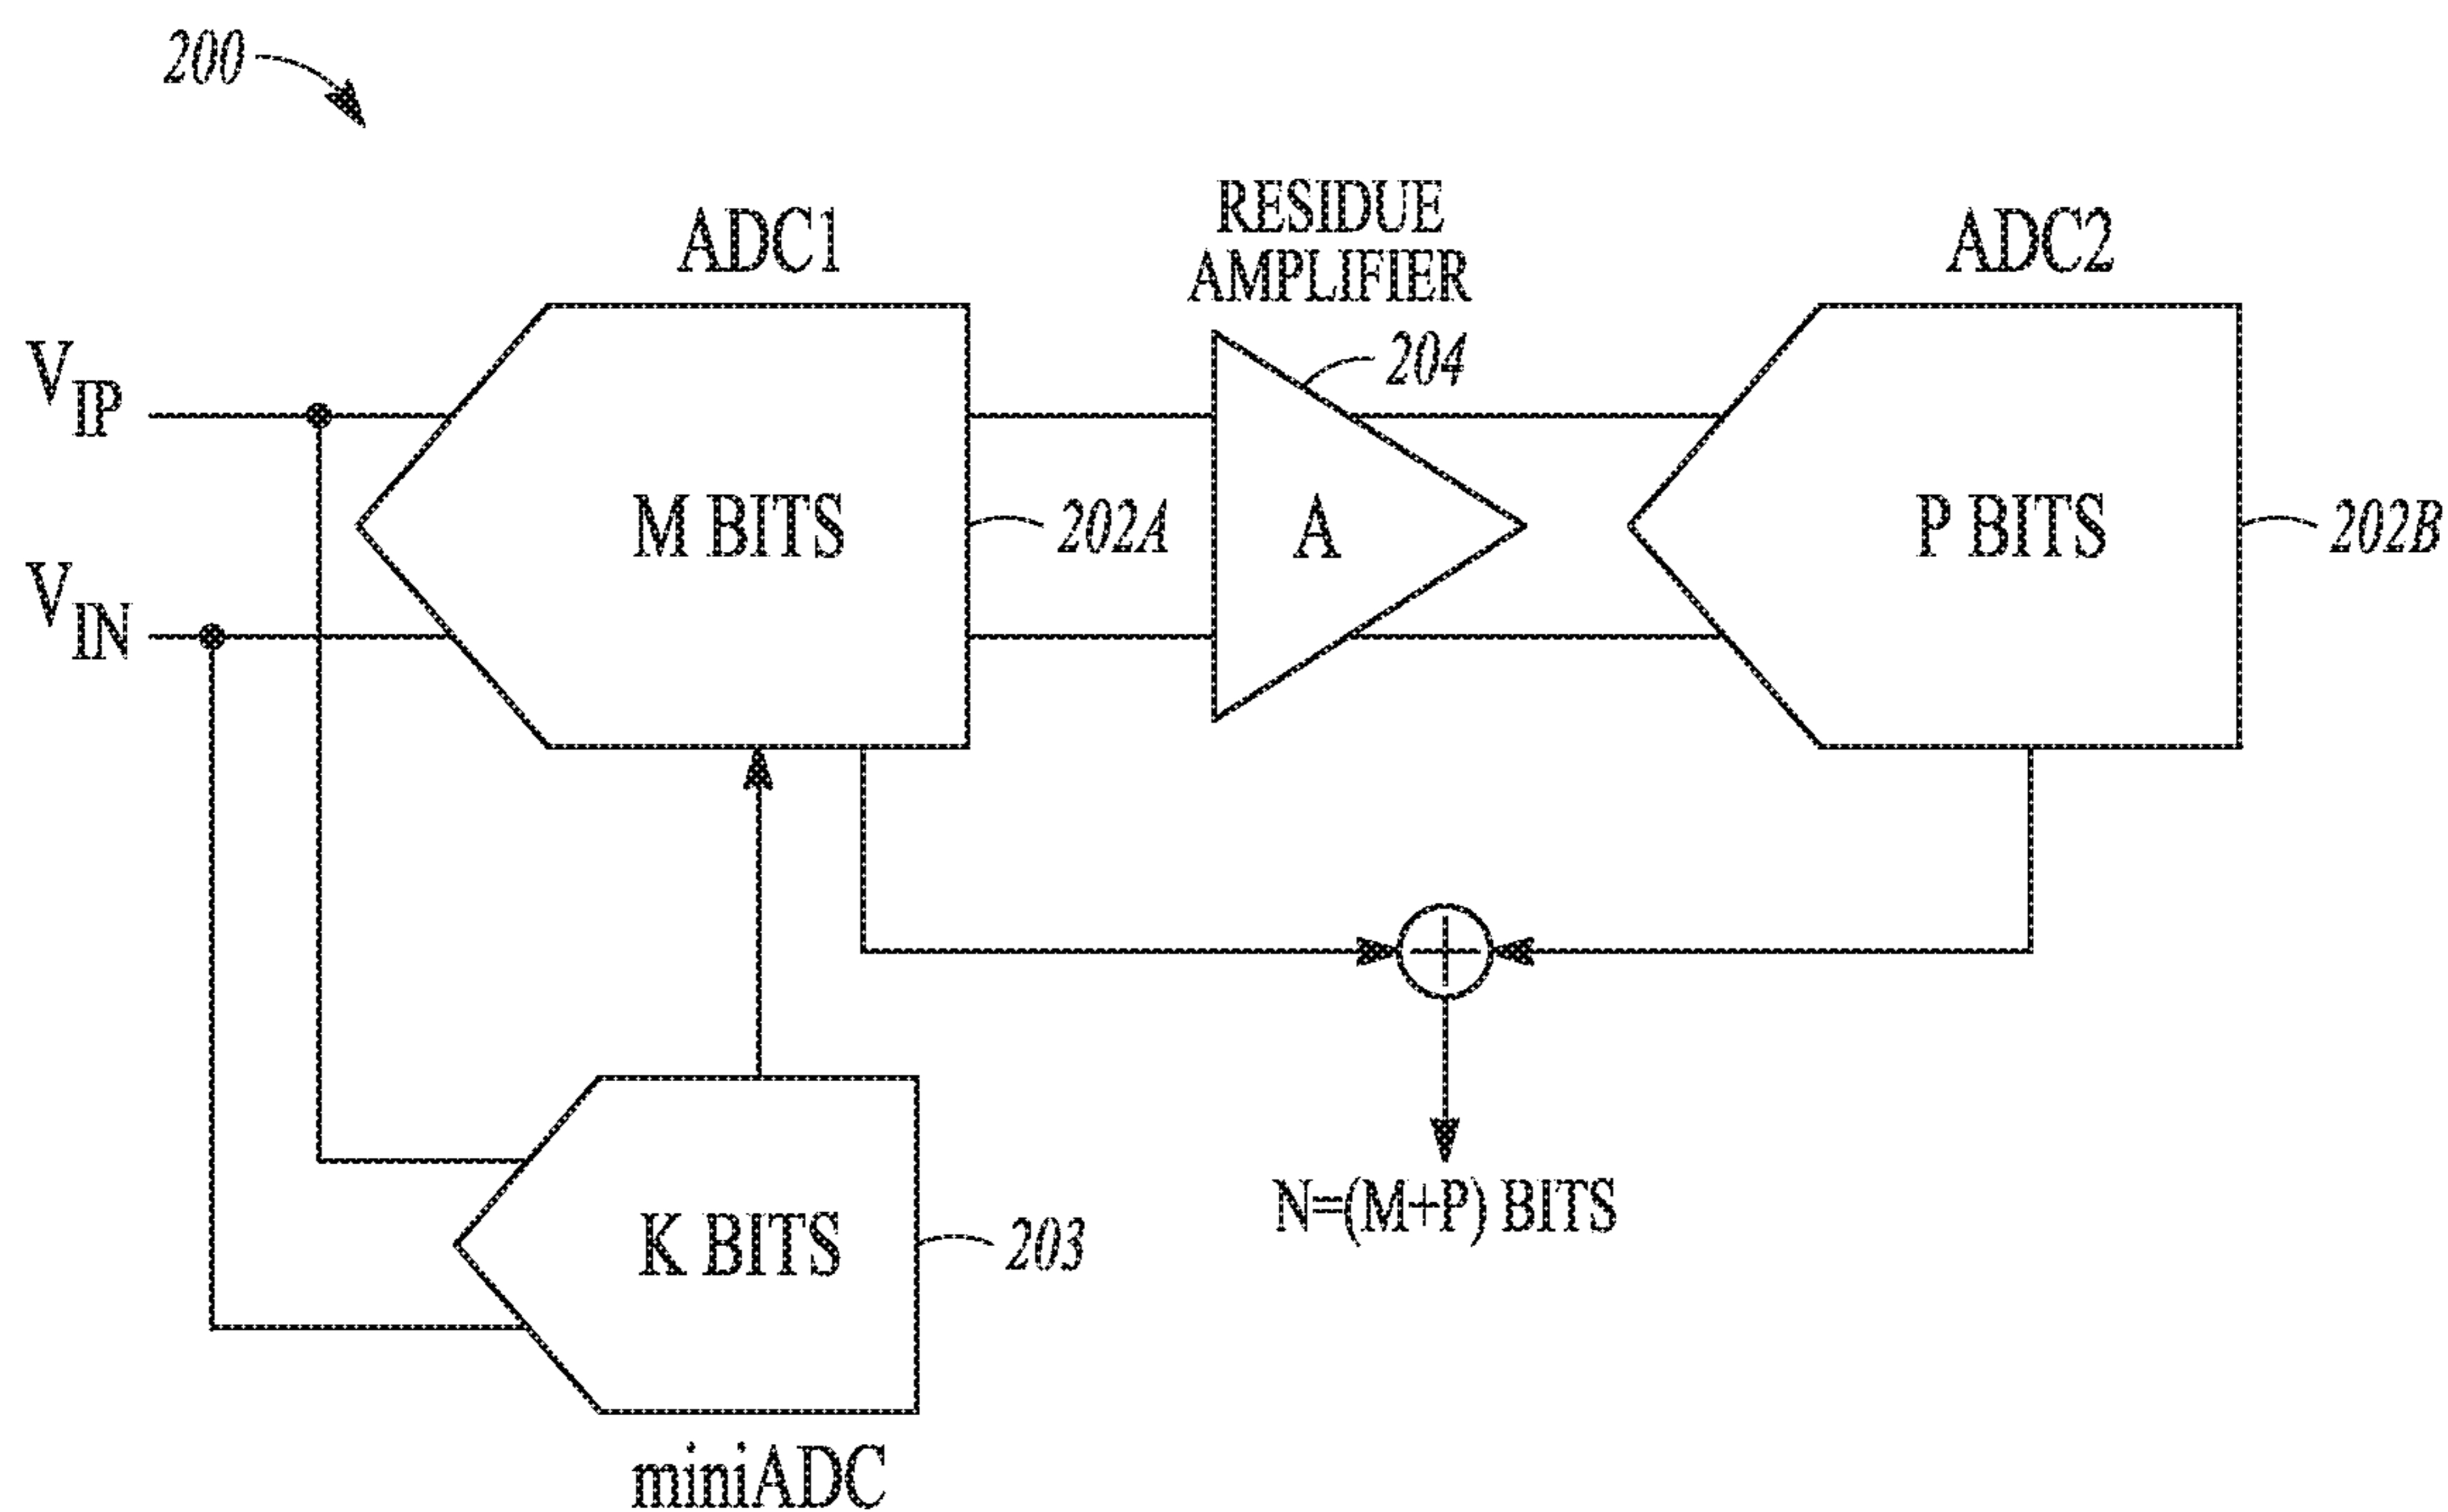 200
ADC1
RESIDUE
AMPLIFIER
ADC2
204
V_IP
M BITS
202A
A
P BITS
202B
V_IN
K BITS
203
N=(M+P) BITS
miniADC